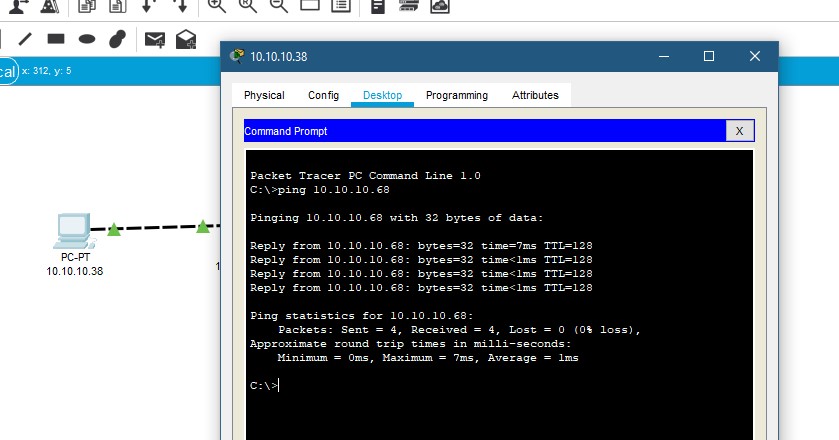 cal x: 312, y: 5
10.10.10.38
Physical Config Desktop Programming Attributes
Command Prompt
X
Packet Tracer PC Command Line 1.0
C:\>ping 10.10.10.68
Pinging 10.10.10.68 with 32 bytes of data:
Reply from 10.10.10.68: bytes=32 time=7ms TTL=128
Reply from 10.10.10.68: bytes=32 time<1ms TTL=128
Reply from 10.10.10.68: bytes=32 time<1ms TTL=128
Reply from 10.10.10.68: bytes=32 time<1ms TTL=128
Ping statistics for 10.10.10.68:
Packets: Sent = 4, Received = 4, Lost = 0 (0% loss),
Approximate round trip times in milli-seconds:
Minimum = 0ms, Maximum = 7ms, Average = 1ms
C:\>
PC-PT
10.10.10.38
1